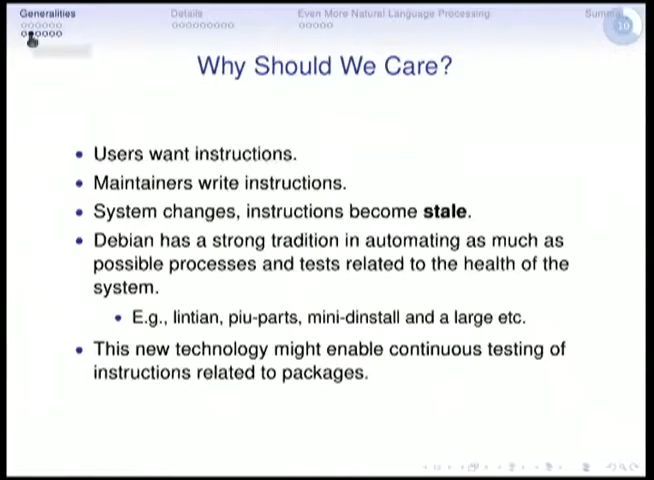 Generalities Details Even More Natural Language Processing
10
Why Should We Care?
• Users want instructions.
• Maintainers write instructions.
• System changes, instructions become stale.
• Debian has a strong tradition in automating as much as
possible processes and tests related to the health of the
system.
• E.g., lintian, piu-parts, mini-dinstall and a large etc.
• This new technology might enable continuous testing of
instructions related to packages.